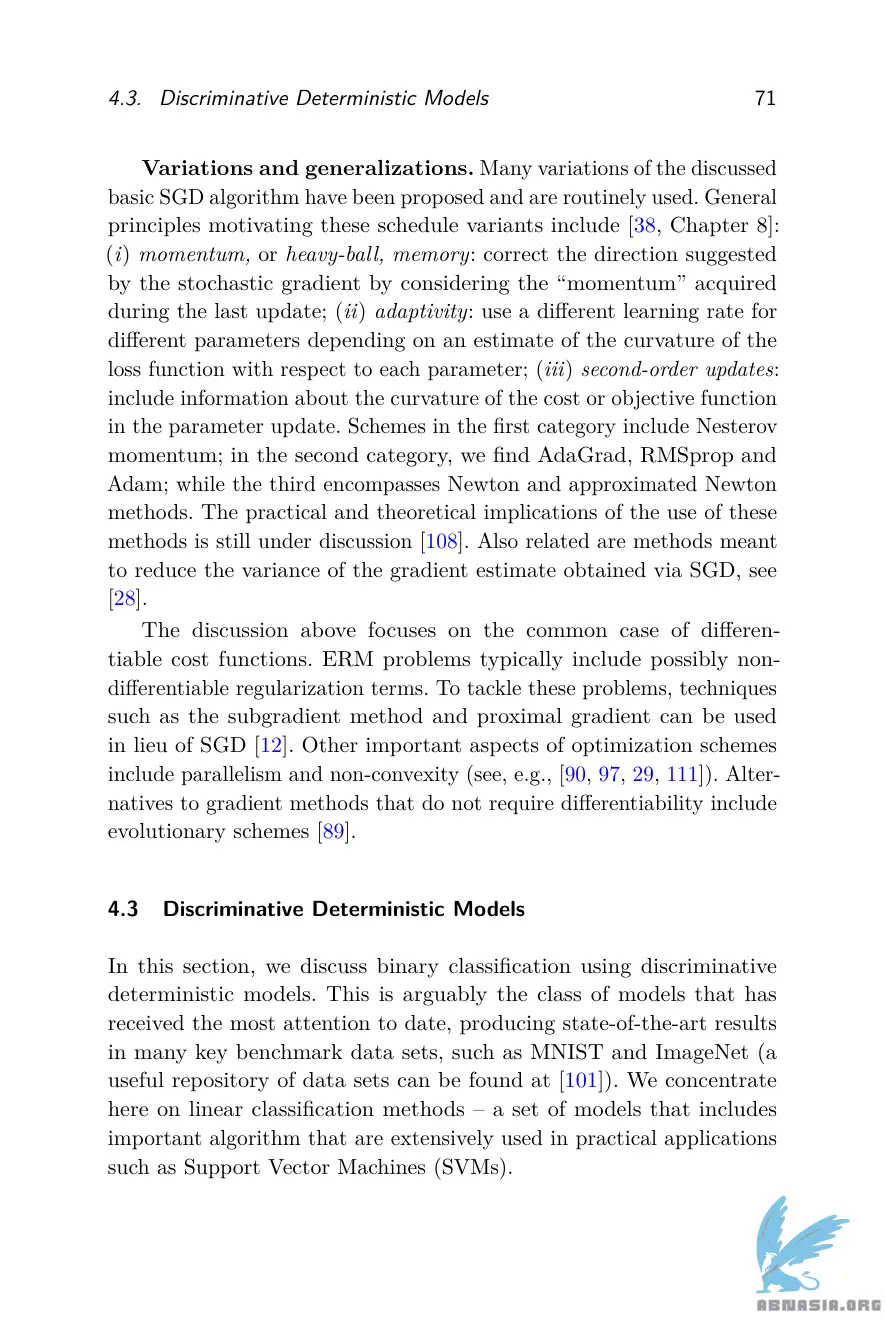 4.3. Discriminative Deterministic Models 71
Variations and generalizations. Many variations of the discussed
basic SGD algorithm have been proposed and are routinely used. General
principles motivating these schedule variants include [38, Chapter 8]:
(i) momentum, or heavy-ball, memory: correct the direction suggested
by the stochastic gradient by considering the “momentum” acquired
during the last update; (ii) adaptivity: use a different learning rate for
different parameters depending on an estimate of the curvature of the
loss function with respect to each parameter; (iii) second-order updates:
include information about the curvature of the cost or objective function
in the parameter update. Schemes in the first category include Nesterov
momentum; in the second category, we find AdaGrad, RMSprop and
Adam; while the third encompasses Newton and approximated Newton
methods. The practical and theoretical implications of the use of these
methods is still under discussion [108]. Also related are methods meant
to reduce the variance of the gradient estimate obtained via SGD, see
[28].
The discussion above focuses on the common case of differen-
tiable cost functions. ERM problems typically include possibly non-
differentiable regularization terms. To tackle these problems, techniques
such as the subgradient method and proximal gradient can be used
in lieu of SGD [12]. Other important aspects of optimization schemes
include parallelism and non-convexity (see, e.g., [90, 97, 29, 111]). Alter-
natives to gradient methods that do not require differentiability include
evolutionary schemes [89].
4.3 Discriminative Deterministic Models
In this section, we discuss binary classification using discriminative
deterministic models. This is arguably the class of models that has
received the most attention to date, producing state-of-the-art results
in many key benchmark data sets, such as MNIST and ImageNet (a
useful repository of data sets can be found at [101]). We concentrate
here on linear classification methods – a set of models that includes
important algorithm that are extensively used in practical applications
such as Support Vector Machines (SVMs).
ABNASIA.ORG